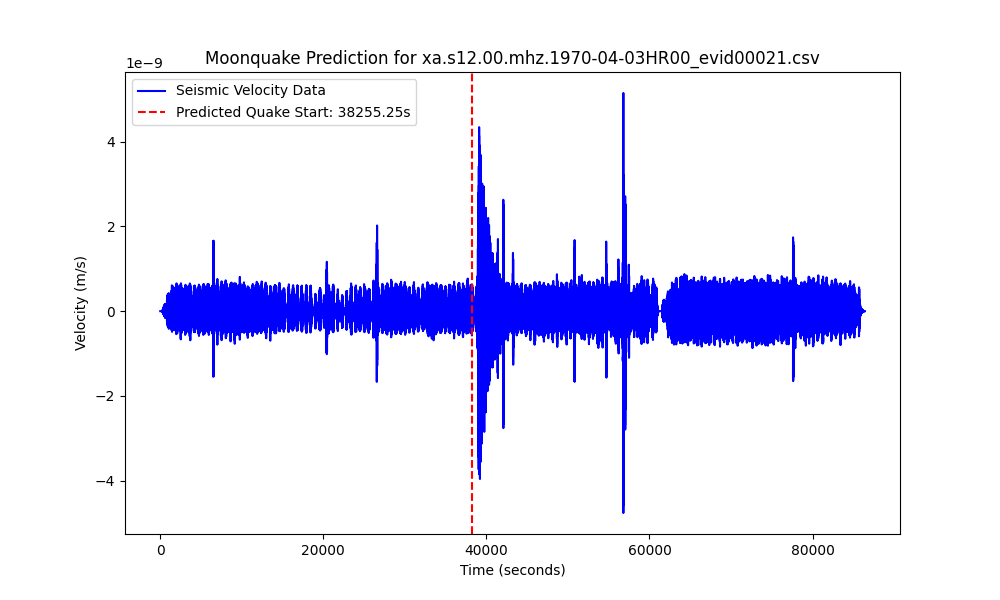 Moonquake Prediction for xa.s12.00.mhz.1970-04-03HR00_evid00021.csv
1e−9
Seismic Velocity Data
Predicted Quake Start: 38255.25s
4
2
0
−2
−4
Velocity (m/s)
0 20000 40000 60000 80000
Time (seconds)